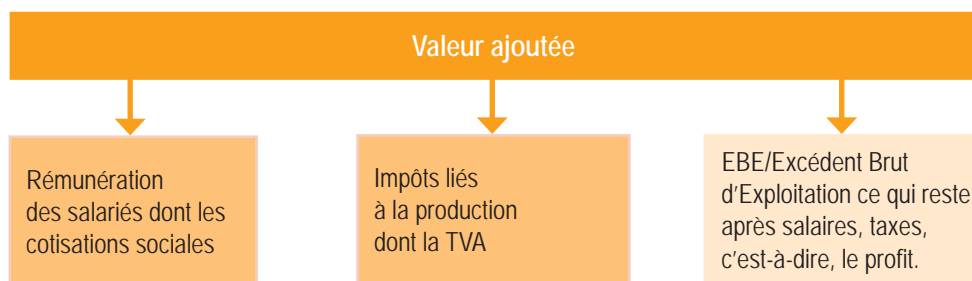 Valeur ajoutée
Rémunération
des salariés dont les
cotisations sociales
Impôts liés
à la production
dont la TVA
EBE/Excédent Brut
d’Exploitation ce qui reste
après salaires, taxes,
c’est-à-dire, le profit.